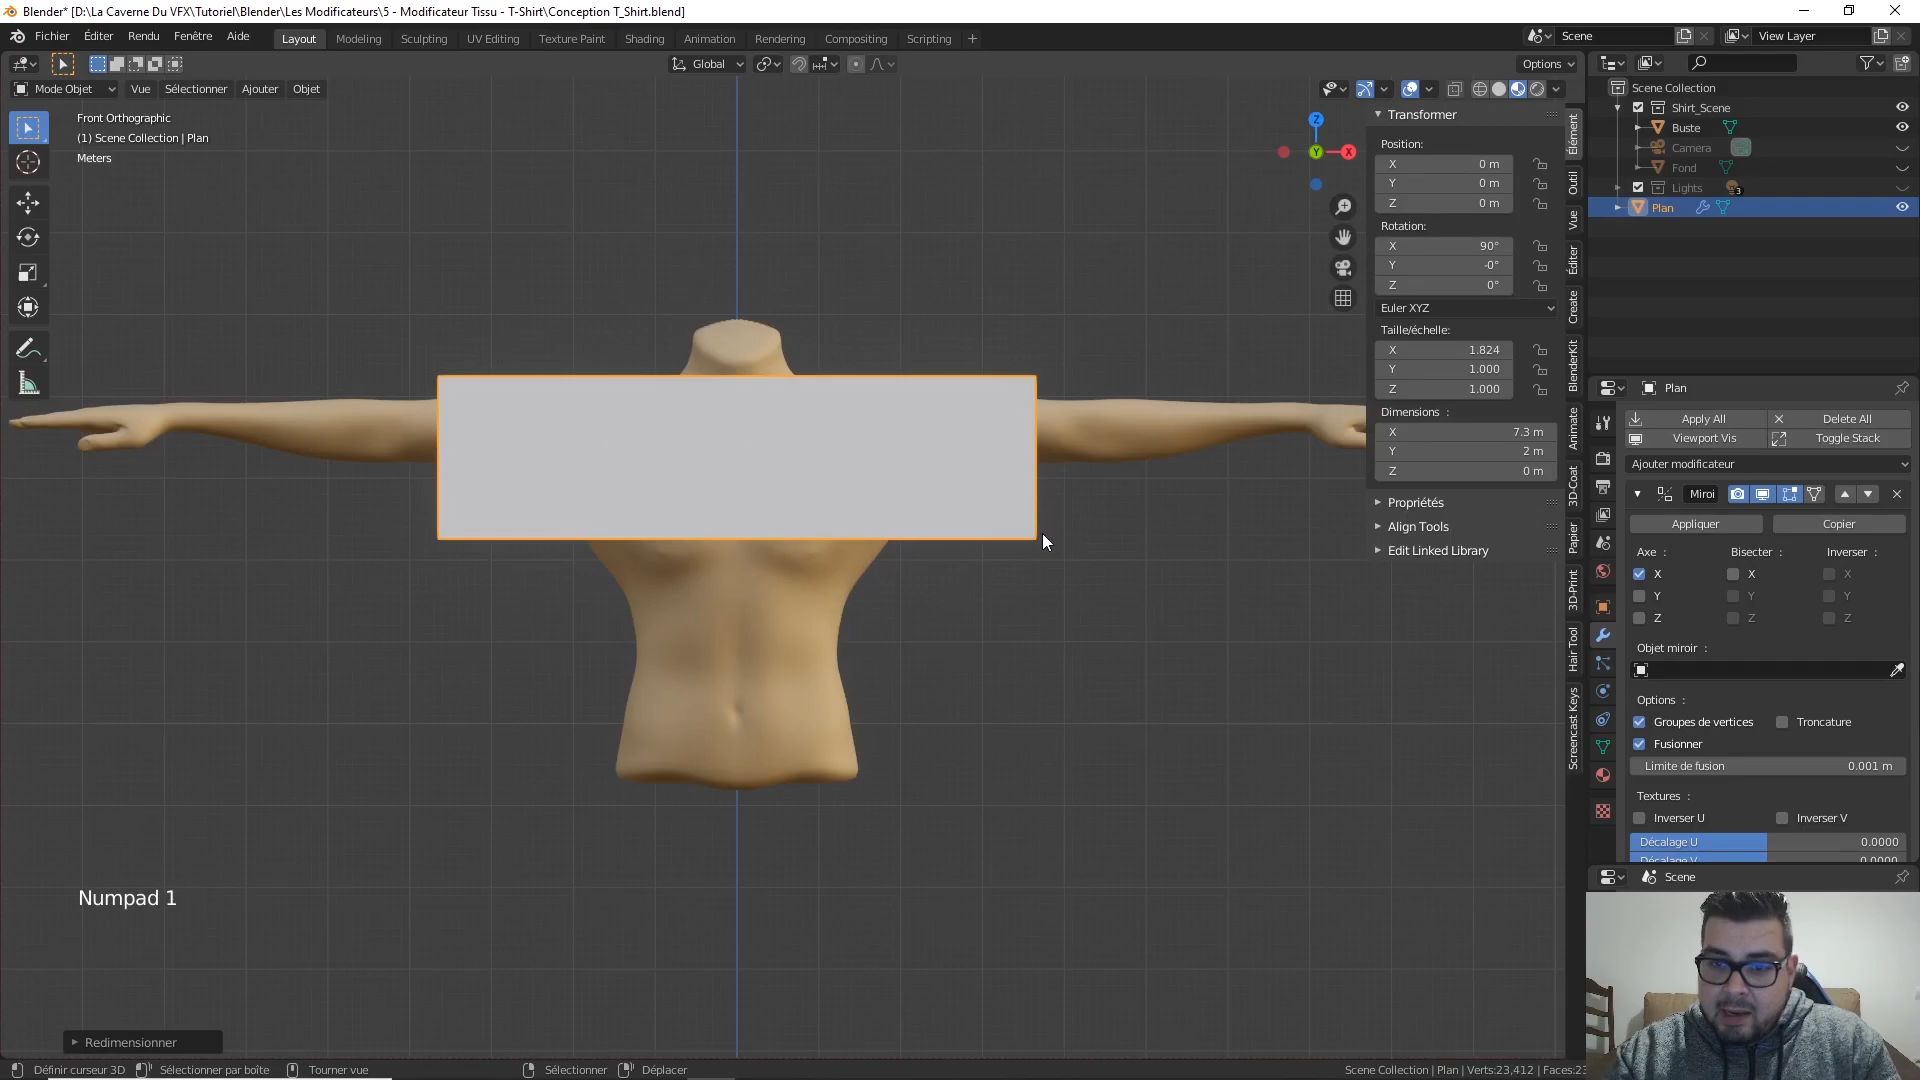 Blender* [D:\La Caverne Du VFX\Tutoriel\Blender\Les Modificateurs\5 - Modificateur Tissu - T-Shirt\Conception T_Shirt.blend]
Fichier Éditer Rendu Fenêtre Aide Layout Modeling Sculpting UV Editing Texture Paint Shading Animation Rendering Compositing Scripting + Scene View Layer
Global Options
Mode Objet Vue Sélectionner Ajouter Objet
Front Orthographic
(1) Scene Collection | Plan
Meters
Z
Y
X
Transformer
Position:
X 0 m
Y 0 m
Z 0 m
Rotation:
X 90°
Y -0°
Z 0°
Euler XYZ
Taille/échelle:
X 1.824
Y 1.000
Z 1.000
Dimensions :
X 7.3 m
Y 2 m
Z 0 m
Propriétés
Align Tools
Edit Linked Library
Élément
Outil
Vue
Éditer
Create
BlenderKit
Animate
3D-Coat
Papier
3D-Print
Hair Tool
Screencast Keys
Scene Collection
Shirt_Scene
Buste
Camera
Fond
Lights 3
Plan
Plan
Apply All Delete All
Viewport Vis Toggle Stack
Ajouter modificateur
Miroi
Appliquer Copier
Axe : Bisecter : Inverser :
X X X
Y Y Y
Z Z Z
Objet miroir :
Options :
Groupes de vertices Troncature
Fusionner
Limite de fusion 0.001 m
Textures :
Inverser U Inverser V
Décalage U 0.0000
Décalage V 0.0000
Scene
Numpad 1
Redimensionner
Définir curseur 3D Sélectionner par boîte Tourner vue Sélectionner Déplacer Scene Collection | Plan | Verts:23,412 | Faces:23